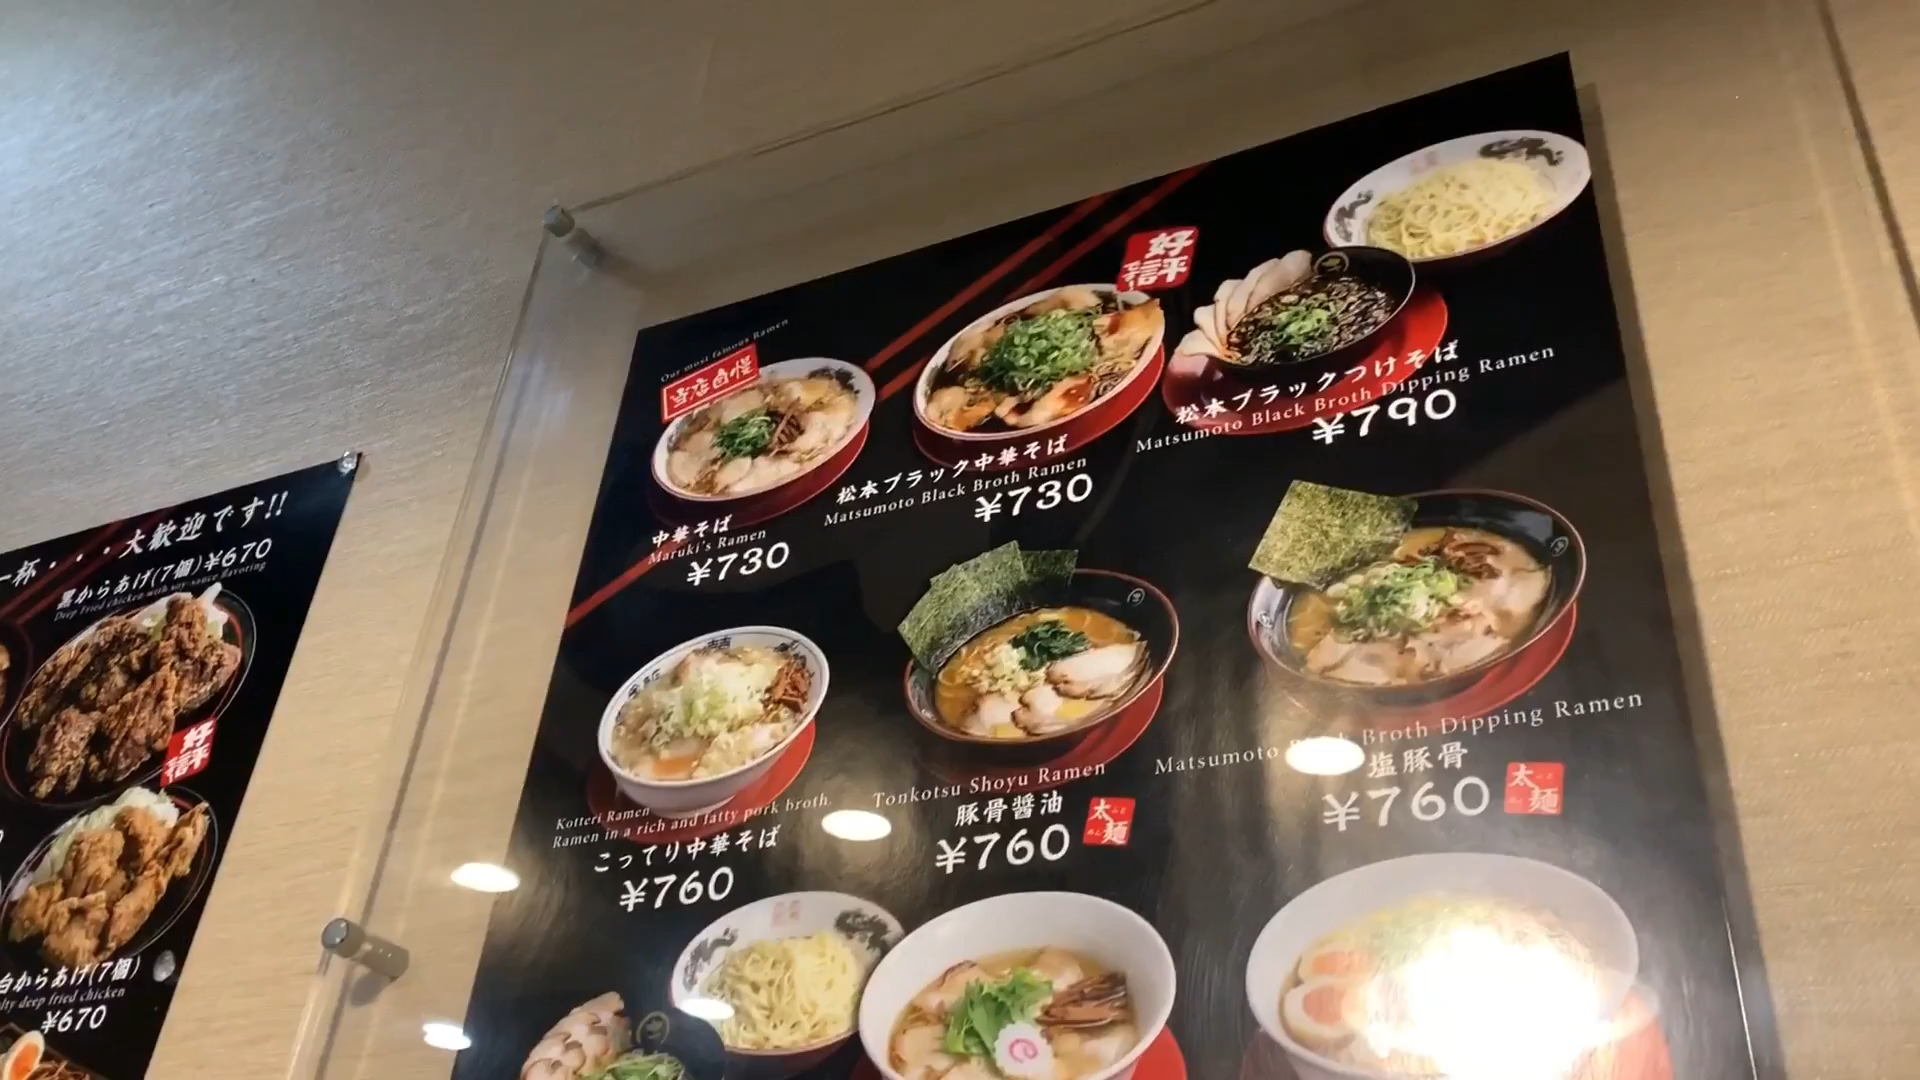 一杯・・・大歓迎です!!
黒からあげ(7個)¥670
Deep Fried chicken with soy-sauce flavoring
好評
白からあげ(7個)
deep fried chicken
¥670
Our most famous Ramen
当店自慢
中華そば
Maruki's Ramen
¥730
好評
松本ブラック中華そば
Matsumoto Black Broth Ramen
¥730
松本ブラックつけそば
Matsumoto Black Broth Dipping Ramen
¥790
Kotteri Ramen
Ramen in a rich and fatty pork broth.
こってり中華そば
¥760
Tonkotsu Shoyu Ramen
豚骨醤油
¥760
太麺
Matsumoto Broth Dipping Ramen
塩豚骨
¥760
太麺